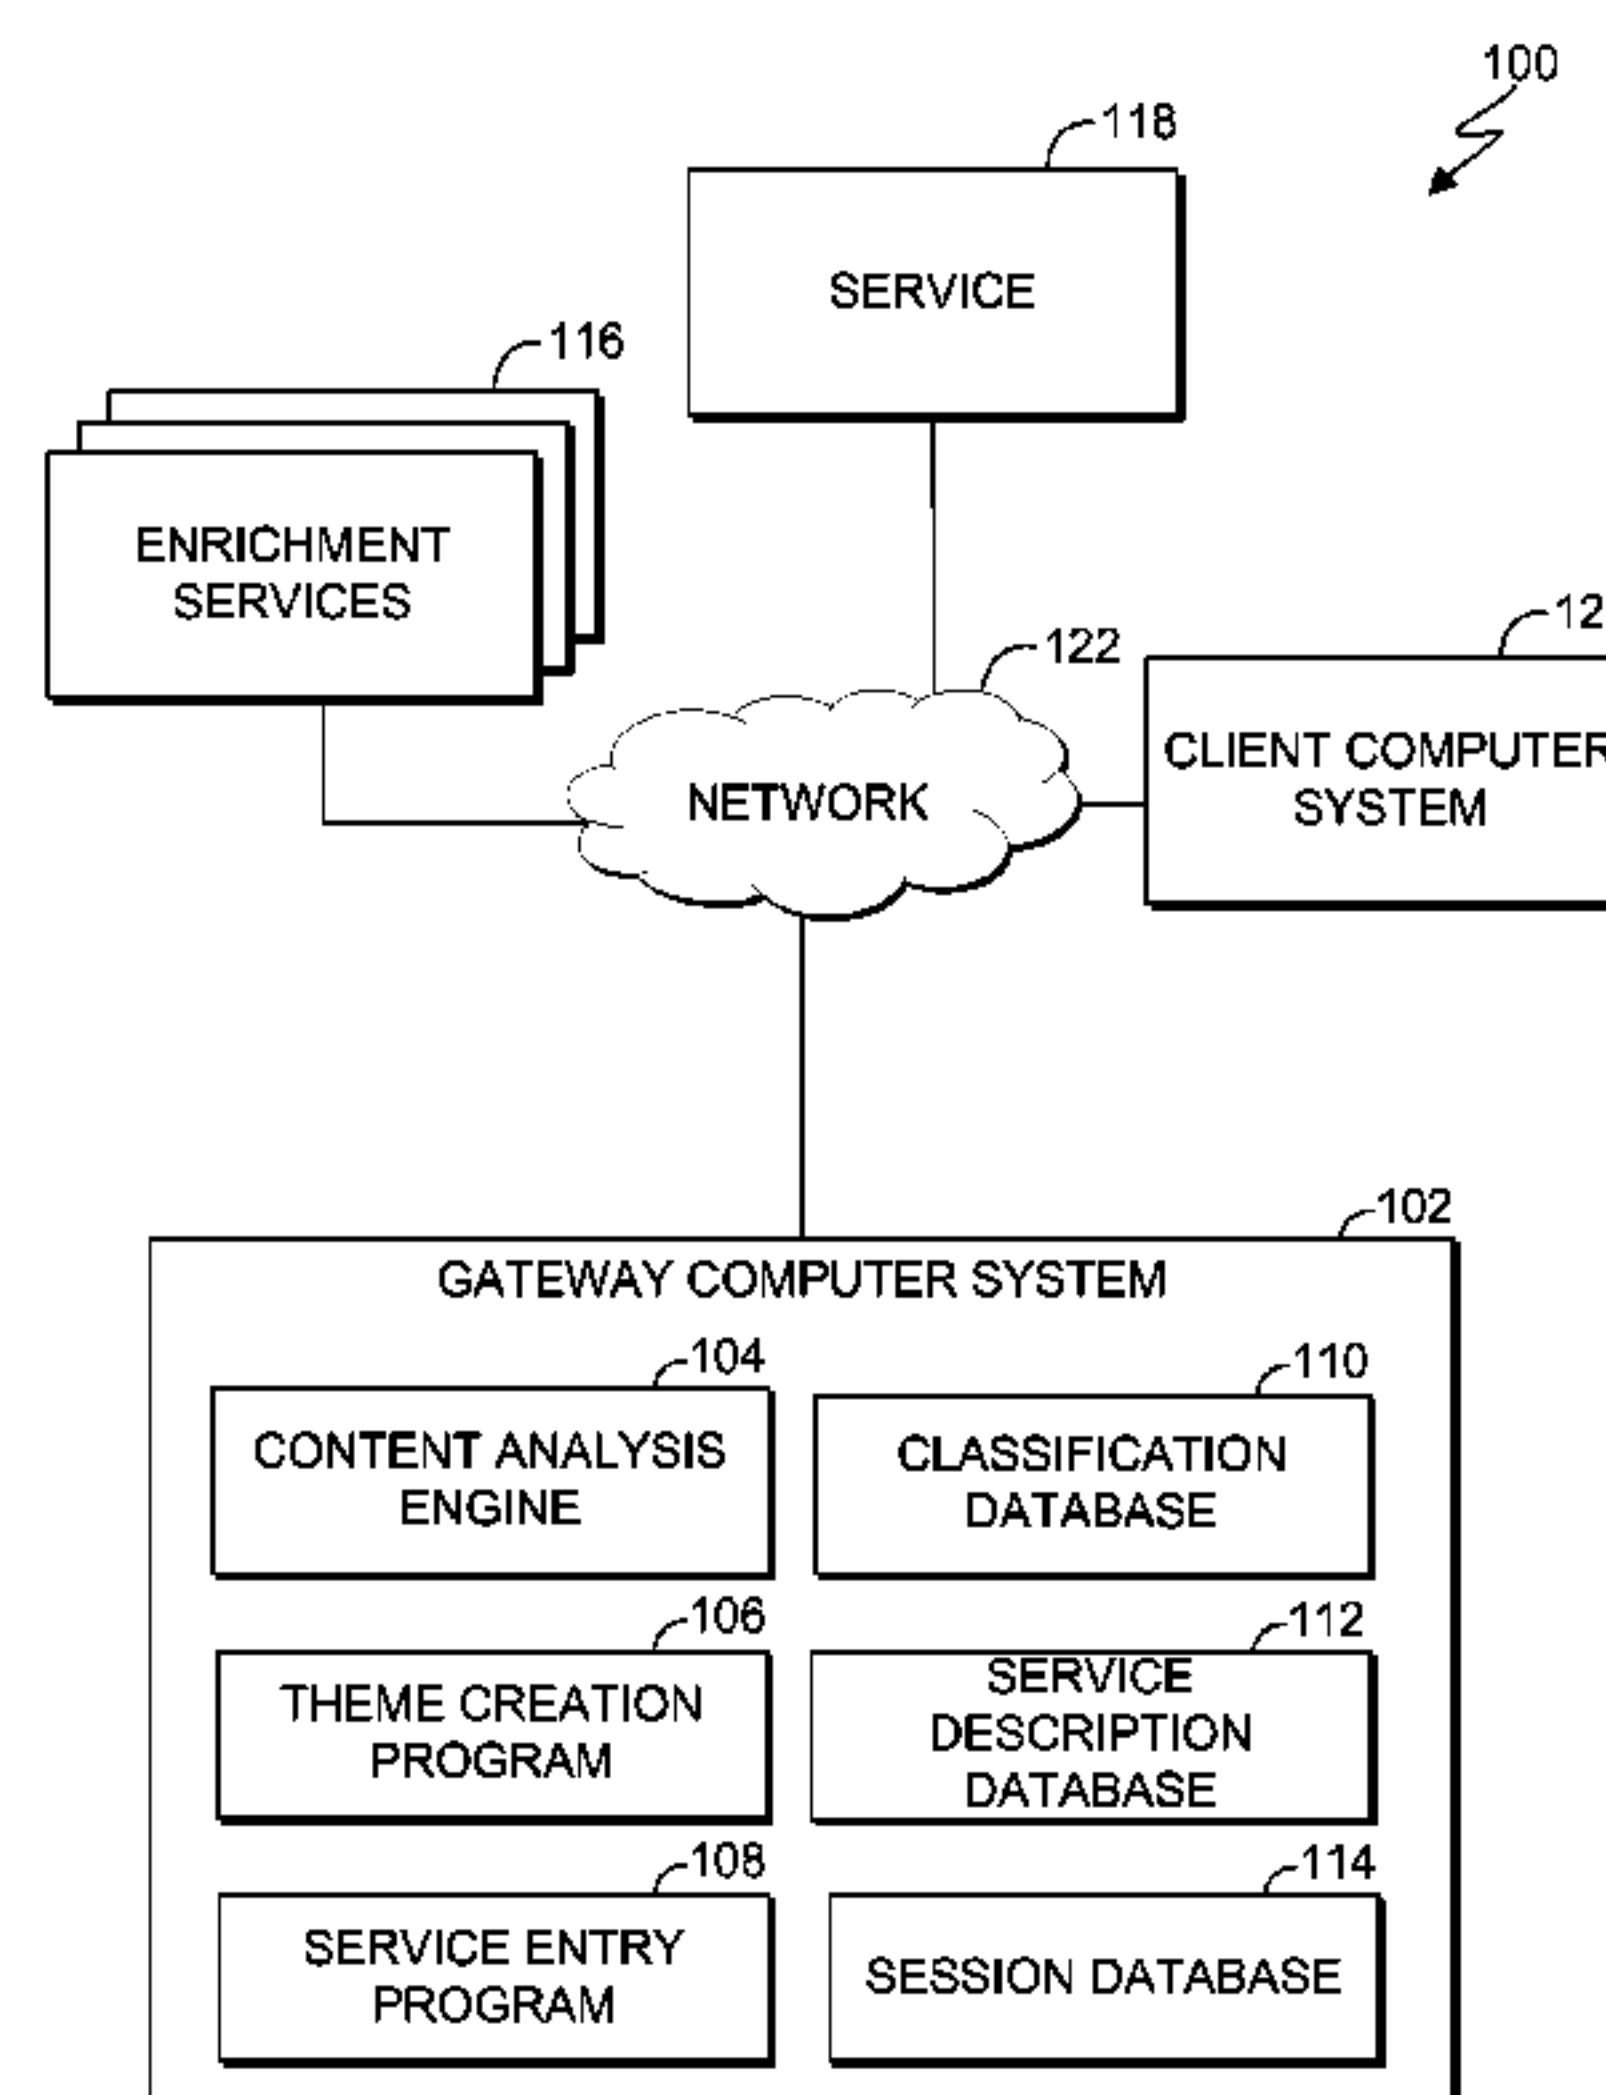 100
118
SERVICE
116
ENRICHMENT
SERVICES
122
NETWORK
12
CLIENT COMPUTER
SYSTEM
102
GATEWAY COMPUTER SYSTEM
104
CONTENT ANALYSIS
ENGINE
110
CLASSIFICATION
DATABASE
106
THEME CREATION
PROGRAM
112
SERVICE
DESCRIPTION
DATABASE
108
SERVICE ENTRY
PROGRAM
114
SESSION DATABASE